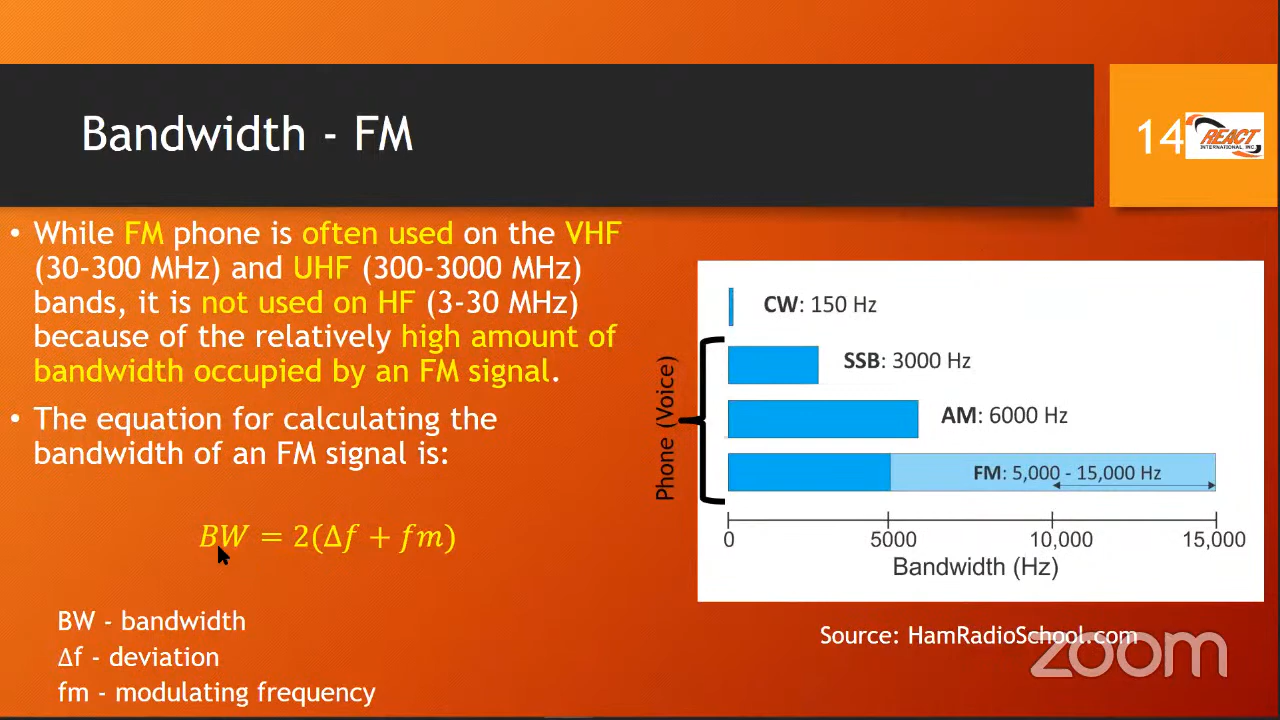 Bandwidth - FM
14
REACT
INTERNATIONAL, INC.
• While FM phone is often used on the VHF
(30-300 MHz) and UHF (300-3000 MHz)
bands, it is not used on HF (3-30 MHz)
because of the relatively high amount of
bandwidth occupied by an FM signal.
• The equation for calculating the
bandwidth of an FM signal is:
BW = 2(Δf + fm)
BW - bandwidth
Δf - deviation
fm - modulating frequency
Phone (Voice)
CW: 150 Hz
SSB: 3000 Hz
AM: 6000 Hz
FM: 5,000 - 15,000 Hz
0 5000 10,000 15,000
Bandwidth (Hz)
Source: HamRadioSchool.com
zoom